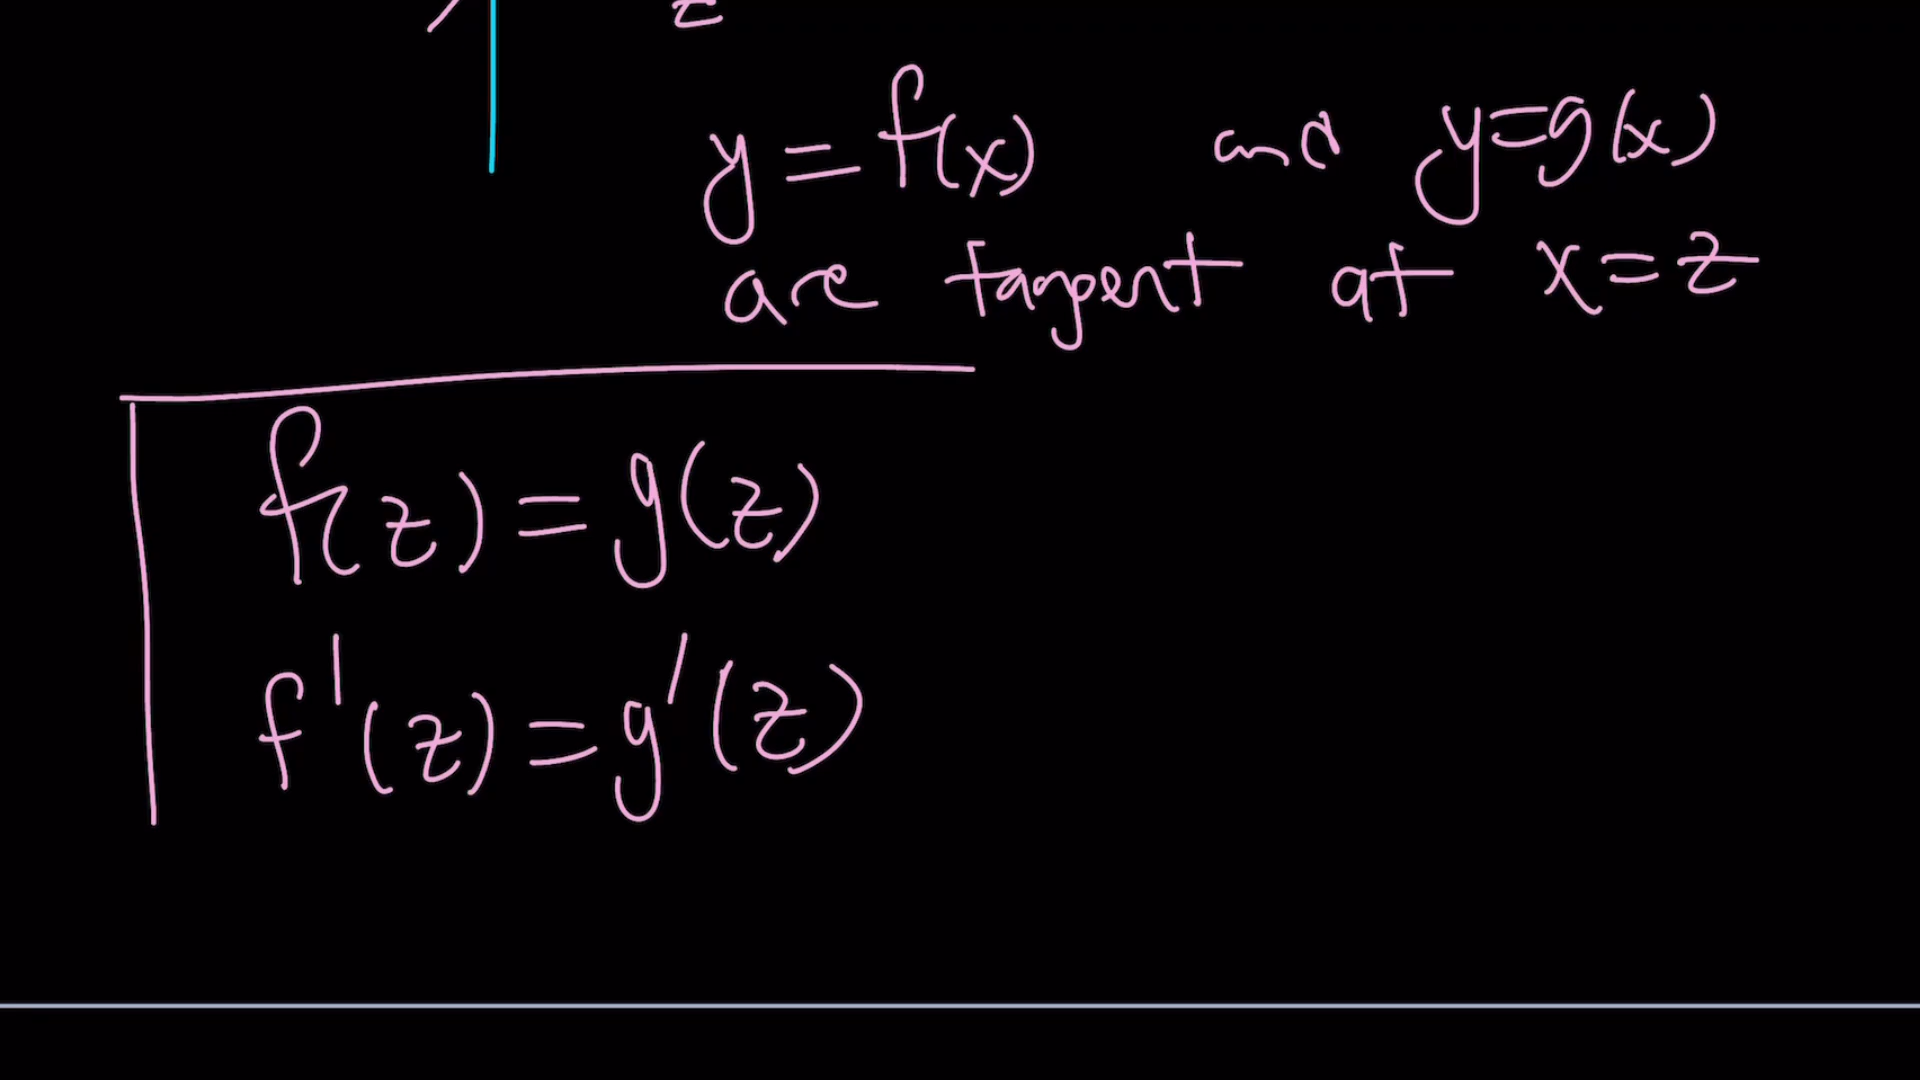 z
y = f(x) and y=g(x)
are tangent at x=z
f(z) = g(z)
f'(z) = g'(z)